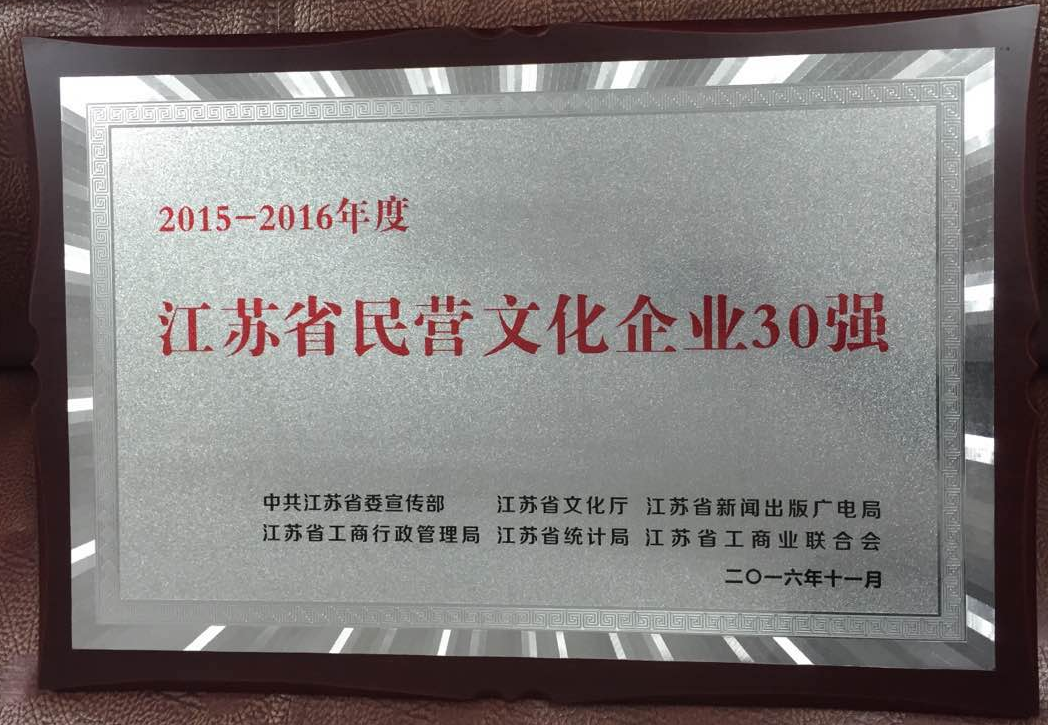 2015-2016年度
江苏省民营文化企业30强
中共江苏省委宣传部 江苏省文化厅 江苏省新闻出版广电局
江苏省工商行政管理局 江苏省统计局 江苏省工商业联合会
二〇一六年十一月